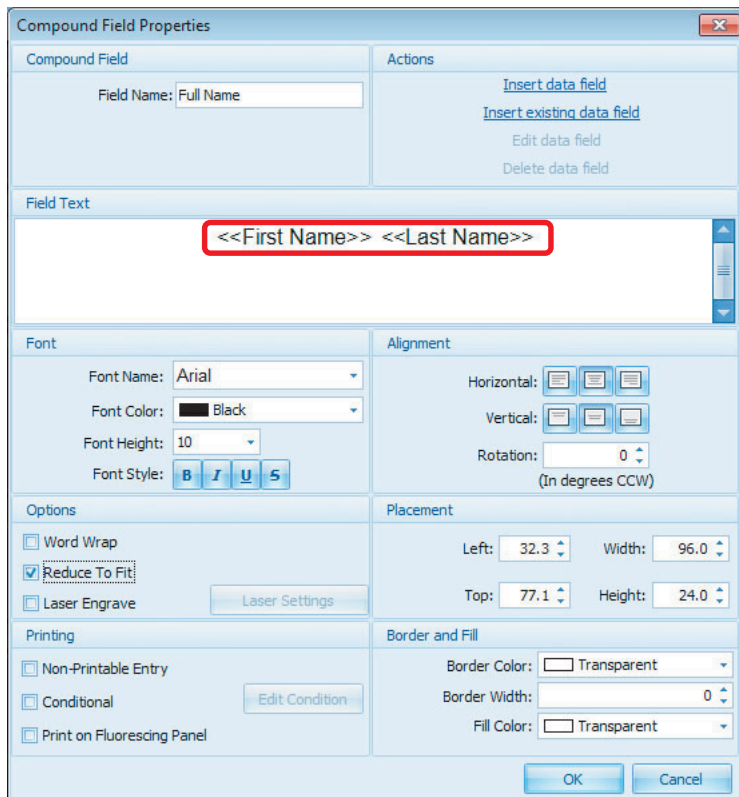 Compound Field Properties
Compound Field
Field Name: Full Name
Actions
Insert data field
Insert existing data field
Edit data field
Delete data field
Field Text
<<First Name>> <<Last Name>>
Font
Font Name: Arial
Font Color: Black
Font Height: 10
Font Style: B I U S
Alignment
Horizontal:
Vertical:
Rotation: 0
(In degrees CCW)
Options
Word Wrap
Reduce To Fit
Laser Engrave Laser Settings
Placement
Left: 32.3 Width: 96.0
Top: 77.1 Height: 24.0
Printing
Non-Printable Entry
Conditional Edit Condition
Print on Fluorescing Panel
Border and Fill
Border Color: Transparent
Border Width: 0
Fill Color: Transparent
OK Cancel